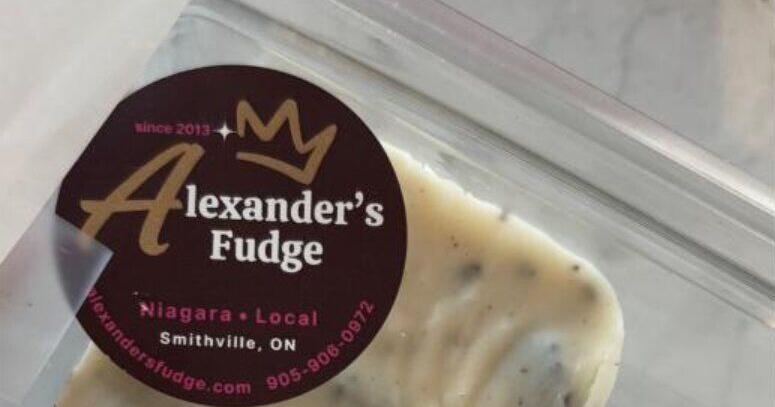 since 2013
Alexander's
Fudge
Niagara • Local
Smithville, ON
alexandersfudge.com 905-906-0972